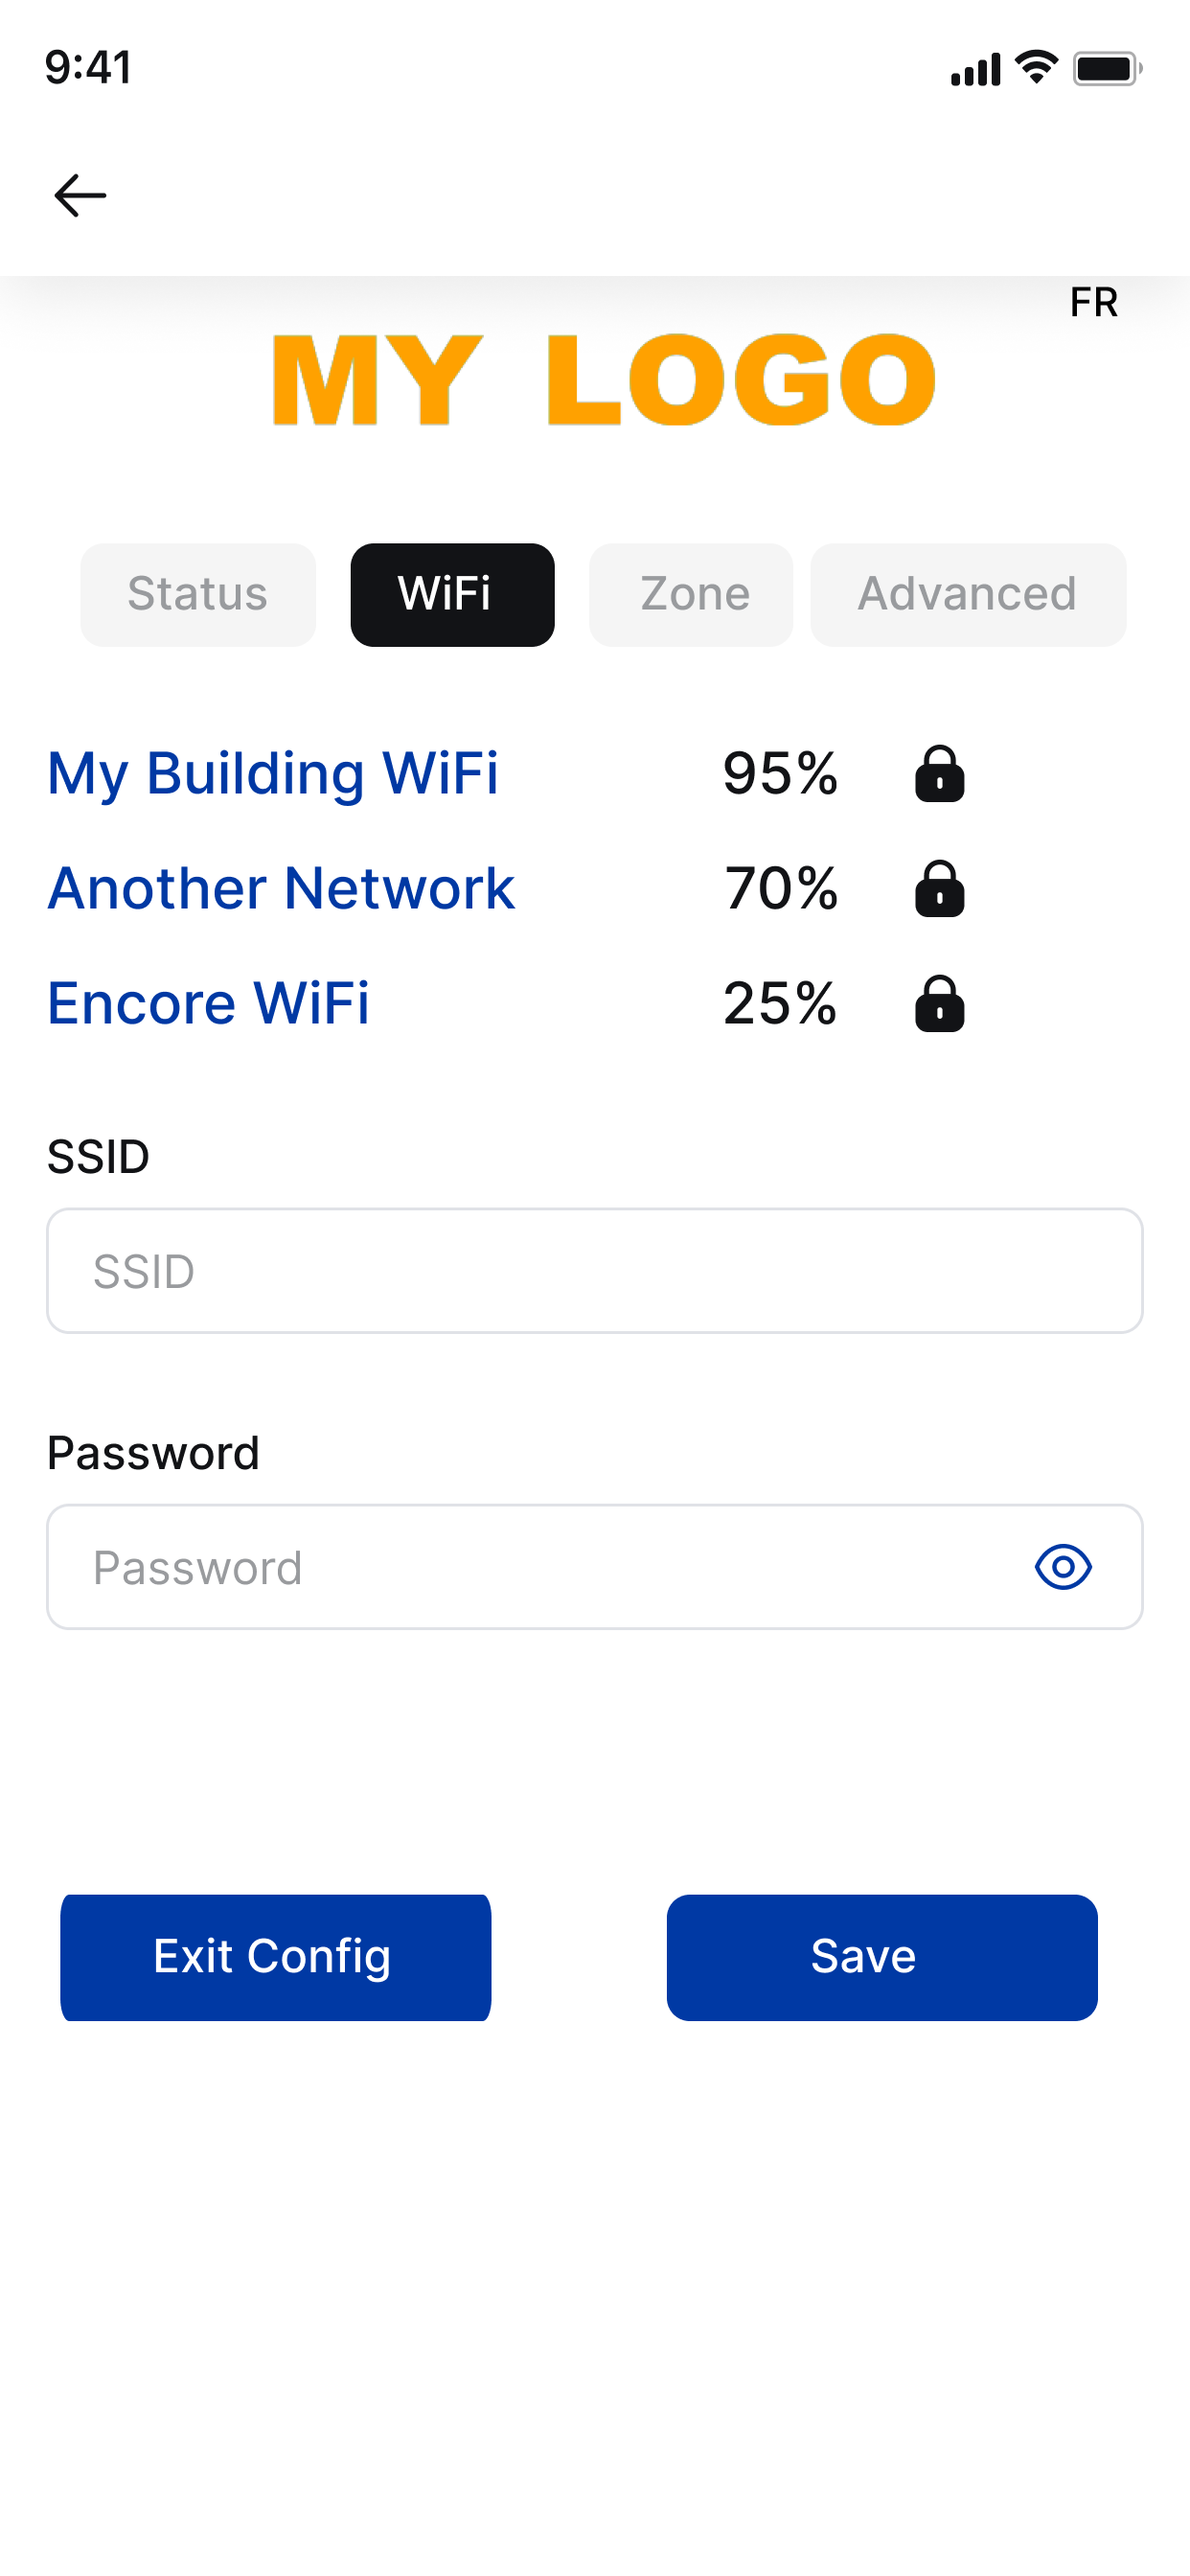 9:41
FR
MY LOGO
Status WiFi Zone Advanced
My Building WiFi 95%
Another Network 70%
Encore WiFi 25%
SSID
SSID
Password
Password
Exit Config Save